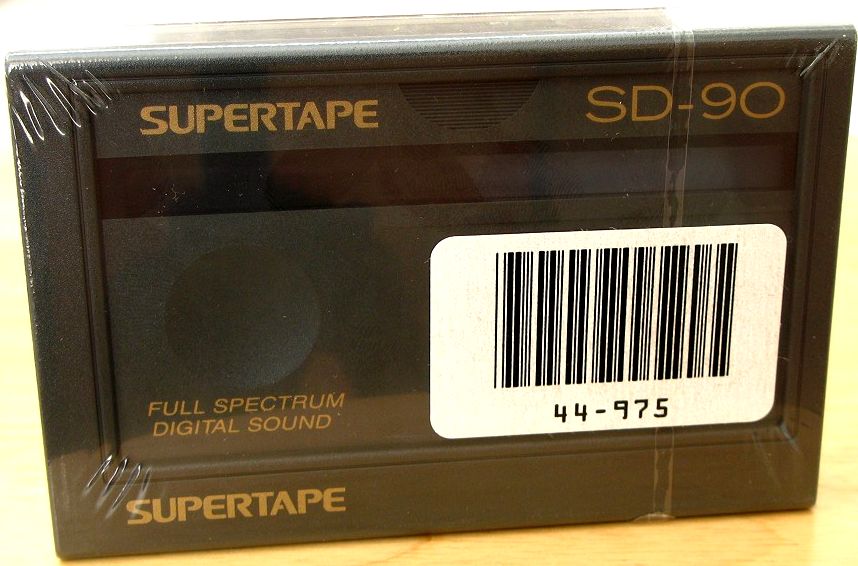 SUPERTAPE
SD-90
44-975
FULL SPECTRUM
DIGITAL SOUND
SUPERTAPE